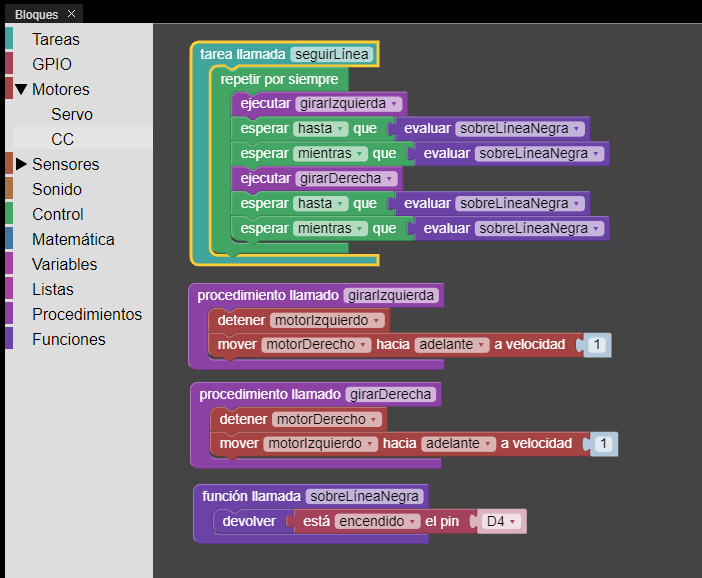 Bloques
Tareas
GPIO
Motores
Servo
CC
Sensores
Sonido
Control
Matemática
Variables
Listas
Procedimientos
Funciones
tarea llamada seguirLínea
repetir por siempre
ejecutar girarIzquierda
esperar hasta que evaluar sobreLíneaNegra
esperar mientras que evaluar sobreLíneaNegra
ejecutar girarDerecha
esperar hasta que evaluar sobreLíneaNegra
esperar mientras que evaluar sobreLíneaNegra
procedimiento llamado girarIzquierda
detener motorIzquierdo
mover motorDerecho hacia adelante a velocidad 1
procedimiento llamado girarDerecha
detener motorDerecho
mover motorIzquierdo hacia adelante a velocidad 1
función llamada sobreLíneaNegra
devolver está encendido el pin D4